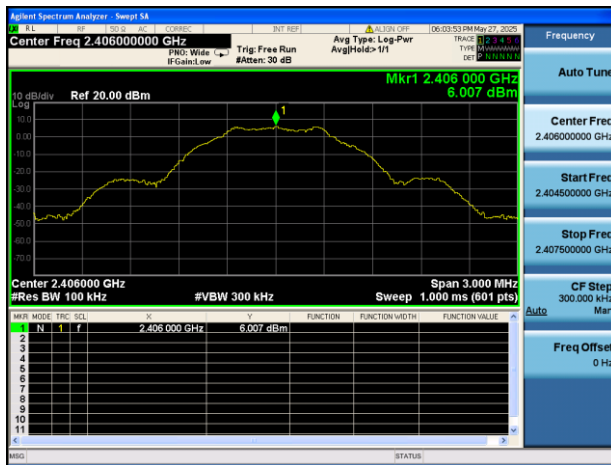 Agilent Spectrum Analyzer - Swept SA
RL RF 50 Ω AC CORREC INT REF ALIGN OFF 06:03:53 PM May 27, 2025
Center Freq 2.406000000 GHz
PNO: Wide
IFGain:Low
Trig: Free Run
#Atten: 30 dB
Avg Type: Log-Pwr
Avg|Hold:> 1/1
TRACE 1 2 3 4 5 6
TYPE MWWWWW
DET P NNNNN
Mkr1 2.406 000 GHz
6.007 dBm
10 dB/div
Log
Ref 20.00 dBm
1
10.0
0.00
-10.0
-20.0
-30.0
-40.0
-50.0
-60.0
-70.0
Center 2.406000 GHz
Span 3.000 MHz
#Res BW 100 kHz
#VBW 300 kHz
Sweep 1.000 ms (601 pts)
MKR MODE TRC SCL X Y FUNCTION FUNCTION WIDTH FUNCTION VALUE
1 N 1 f 2.406 000 GHz 6.007 dBm
2
3
4
5
6
7
8
9
10
11
MSG
STATUS
Frequency
Auto Tune
Center Freq
2.406000000 GHz
Start Freq
2.404500000 GHz
Stop Freq
2.407500000 GHz
CF Step
300.000 kHz
Auto Man
Freq Offset
0 Hz